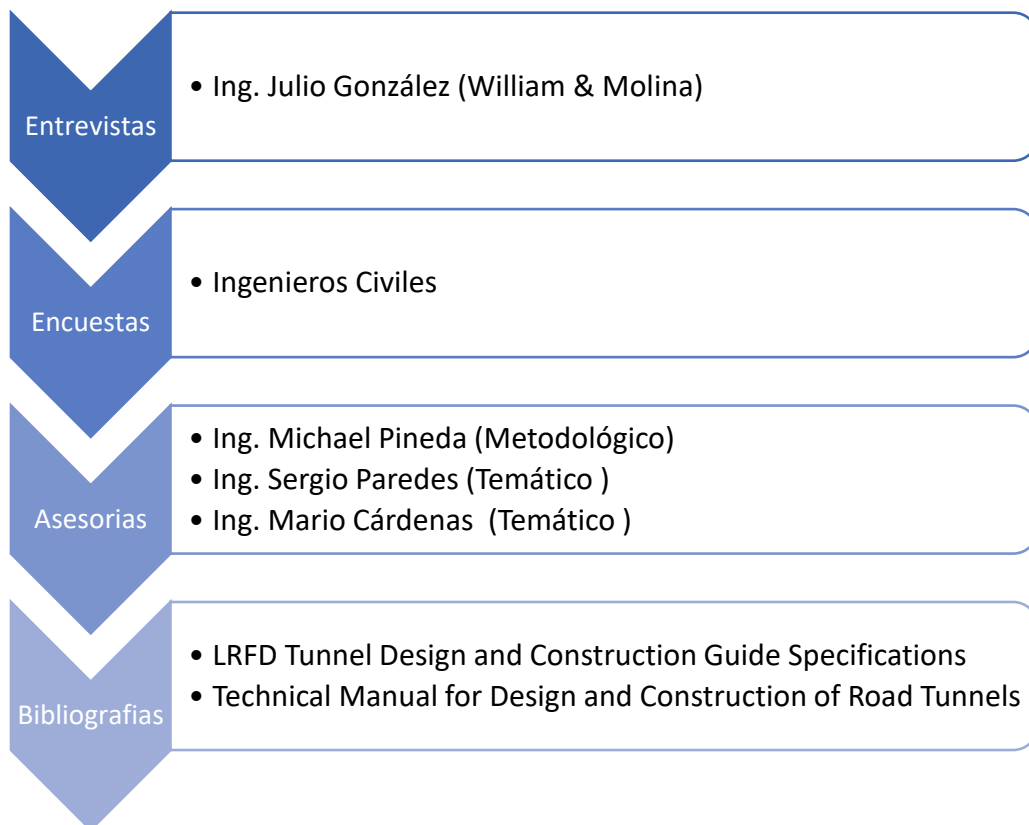 Entrevistas
• Ing. Julio González (William & Molina)
Encuestas
• Ingenieros Civiles
Asesorias
• Ing. Michael Pineda (Metodológico)
• Ing. Sergio Paredes (Temático )
• Ing. Mario Cárdenas  (Temático )
Bibliografias
• LRFD Tunnel Design and Construction Guide Specifications
• Technical Manual for Design and Construction of Road Tunnels